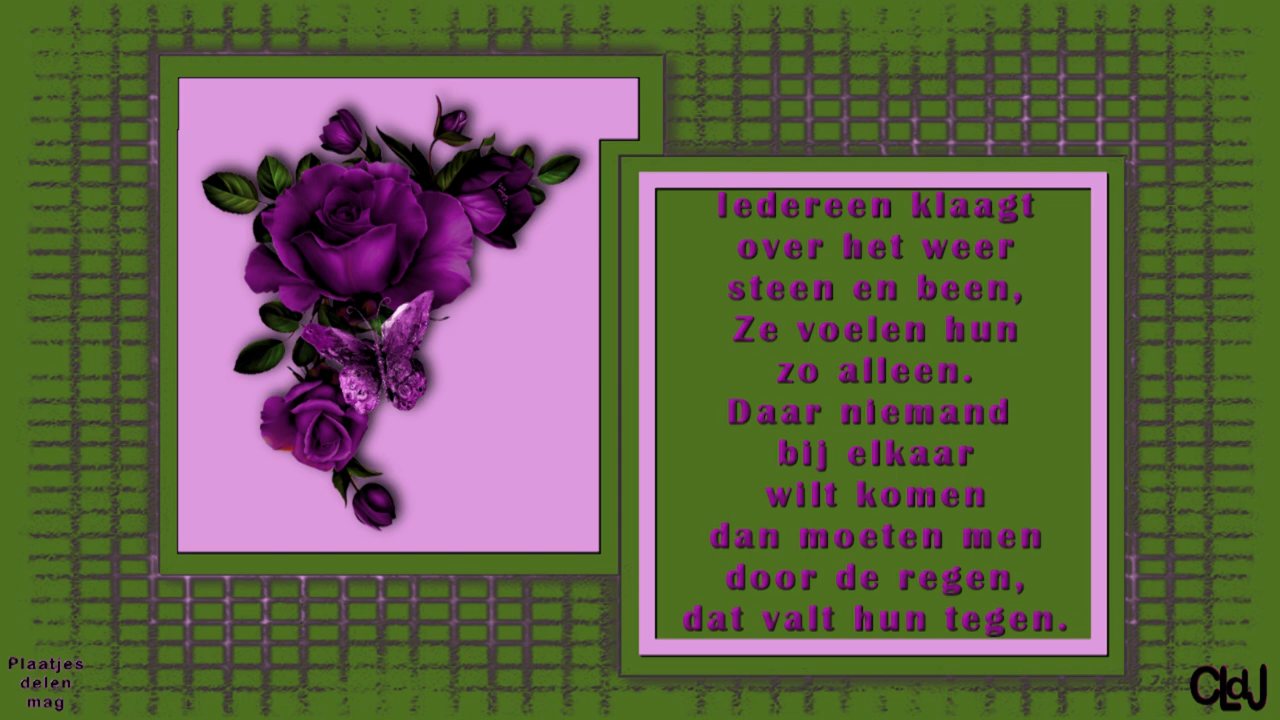 Iedereen klaagt
over het weer
steen en been,
Ze voelen hun
zo alleen.
Daar niemand
bij elkaar
wilt komen
dan moeten men
door de regen,
dat valt hun tegen.
Plaatjes
delen
mag
CLdJ